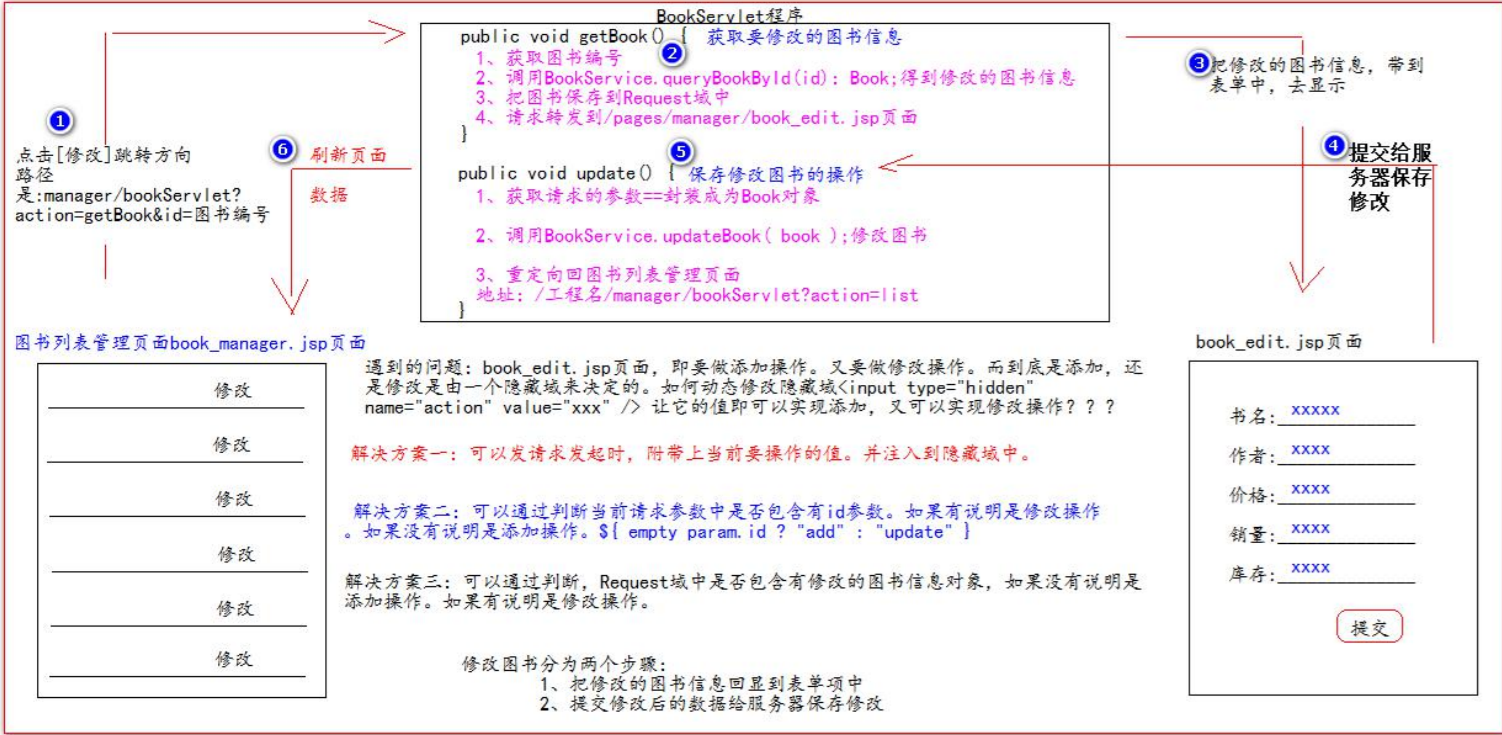 BookServlet程序
public void getBook() { 获取要修改的图书信息
2
1、获取图书编号
2、调用BookService.queryBookById(id): Book;得到修改的图书信息
3、把图书保存到Request域中
4、请求转发到/pages/manager/book_edit.jsp页面
}
1
点击[修改]跳转方向
路径
是:manager/bookServlet?
action=getBook&id=图书编号
3
把修改的图书信息, 带到
表单中, 去显示
4
提交给服
务器保存
修改
5
public void update() { 保存修改图书的操作
1、获取请求的参数==封装成为Book对象
2、调用BookService.updateBook( book );修改图书
3、重定向回图书列表管理页面
地址: /工程名/manager/bookServlet?action=list
}
6
刷新页面
数据
图书列表管理页面book_manager.jsp页面
修改
修改
修改
修改
修改
修改
遇到的问题: book_edit.jsp页面, 即要做添加操作。又要做修改操作。而到底是添加, 还
是修改是由一个隐藏域来决定的。如何动态修改隐藏域<input type="hidden"
name="action" value="xxx" /> 让它的值即可以实现添加, 又可以实现修改操作? ? ?
解决方案一: 可以发请求发起时, 附带上当前要操作的值。并注入到隐藏域中。
解决方案二: 可以通过判断当前请求参数中是否包含有id参数。如果有说明是修改操作
。如果没有说明是添加操作。${ empty param.id ? "add" : "update" }
解决方案三: 可以通过判断, Request域中是否包含有修改的图书信息对象, 如果没有说明是
添加操作。如果有说明是修改操作。
修改图书分为两个步骤:
1、把修改的图书信息回显到表单项中
2、提交修改后的数据给服务器保存修改
book_edit.jsp页面
书名: xxxxx
作者: xxxx
价格: xxxx
销量: xxxx
库存: xxxx
提交